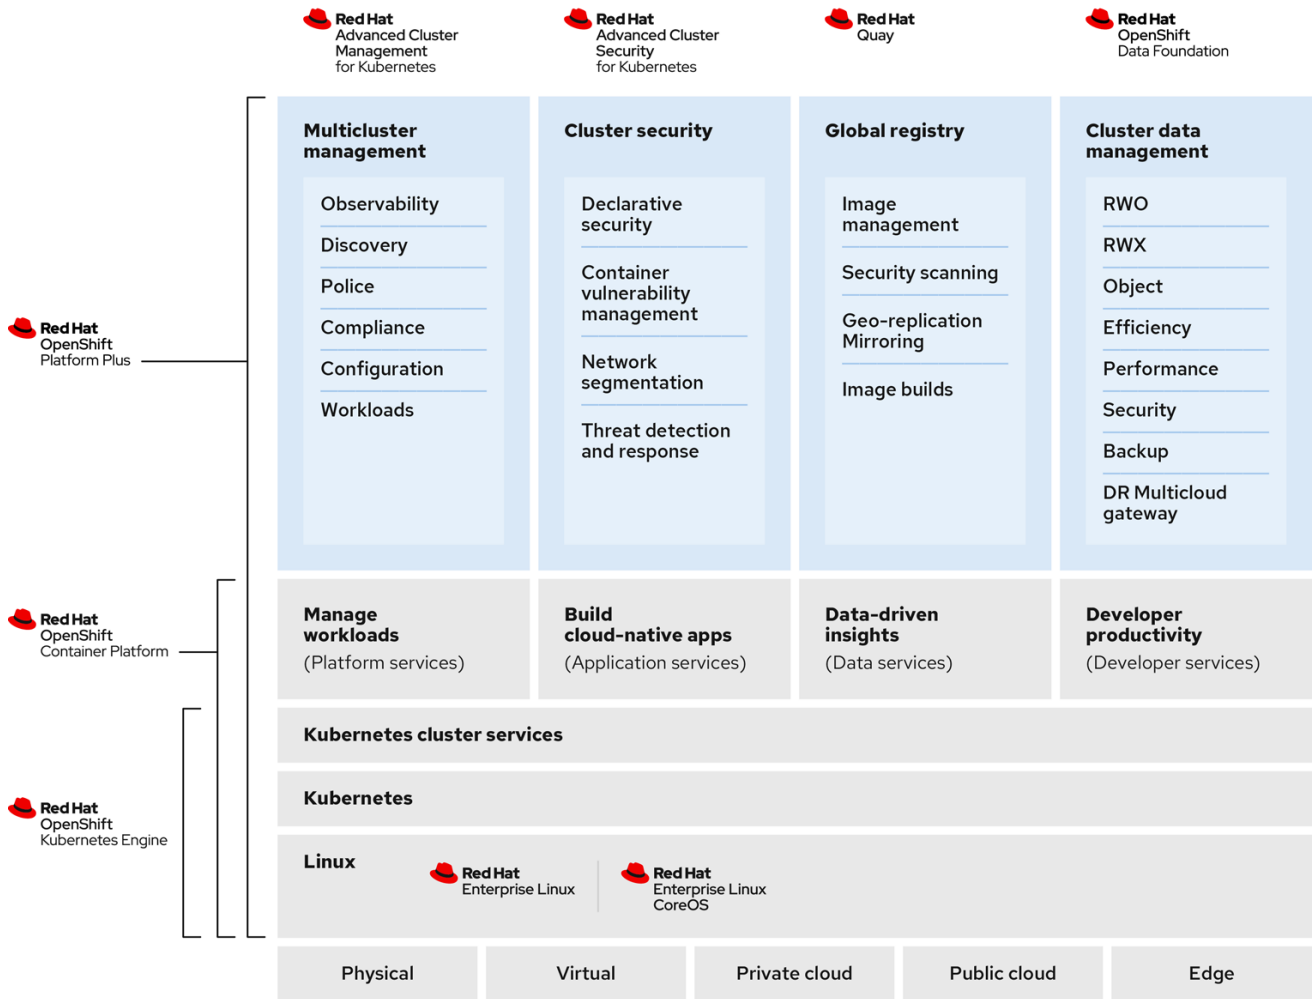 Red Hat
Advanced Cluster
Management
for Kubernetes
Red Hat
Advanced Cluster
Security
for Kubernetes
Red Hat
Quay
Red Hat
OpenShift
Data Foundation
Red Hat
OpenShift
Platform Plus
Multicluster
management
Observability
Discovery
Police
Compliance
Configuration
Workloads
Cluster security
Declarative
security
Container
vulnerability
management
Network
segmentation
Threat detection
and response
Global registry
Image
management
Security scanning
Geo-replication
Mirroring
Image builds
Cluster data
management
RWO
RWX
Object
Efficiency
Performance
Security
Backup
DR Multicloud
gateway
Red Hat
OpenShift
Container Platform
Manage
workloads
(Platform services)
Build
cloud-native apps
(Application services)
Data-driven
insights
(Data services)
Developer
productivity
(Developer services)
Red Hat
OpenShift
Kubernetes Engine
Kubernetes cluster services
Kubernetes
Linux
Red Hat
Enterprise Linux
Red Hat
Enterprise Linux
CoreOS
Physical
Virtual
Private cloud
Public cloud
Edge